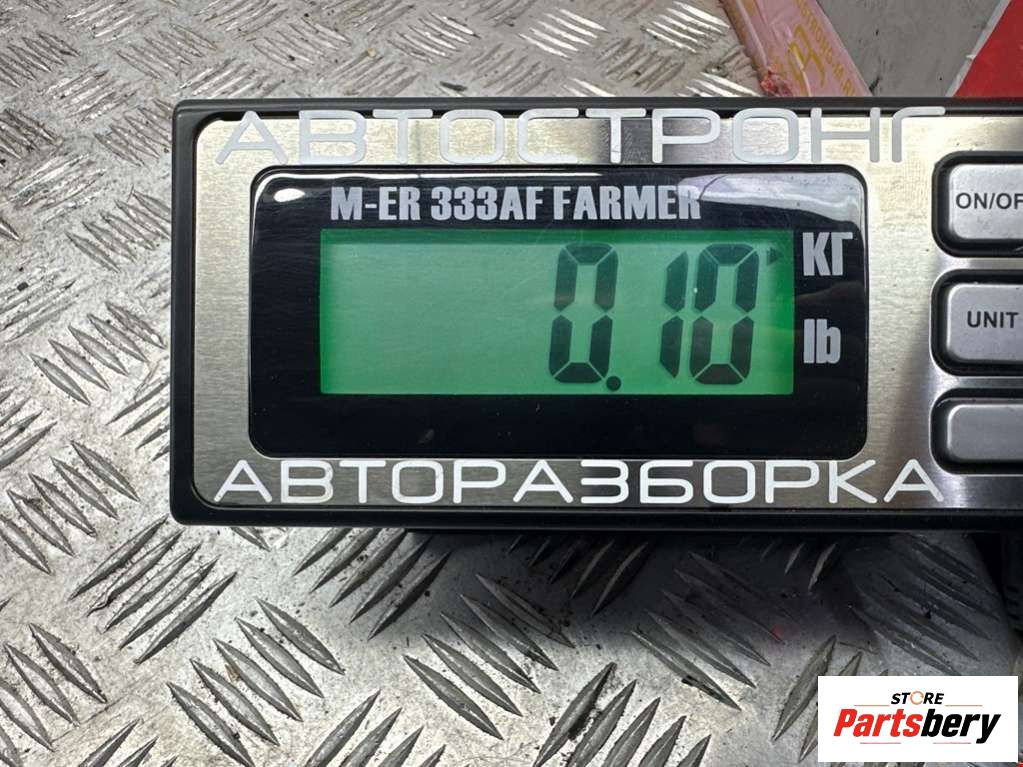 АВТОСТРОНГ
M-ER 333AF FARMER
0.10
КГ
lb
ON/OF
UNIT
АВТОРАЗБОРКА
STORE
Partsbery